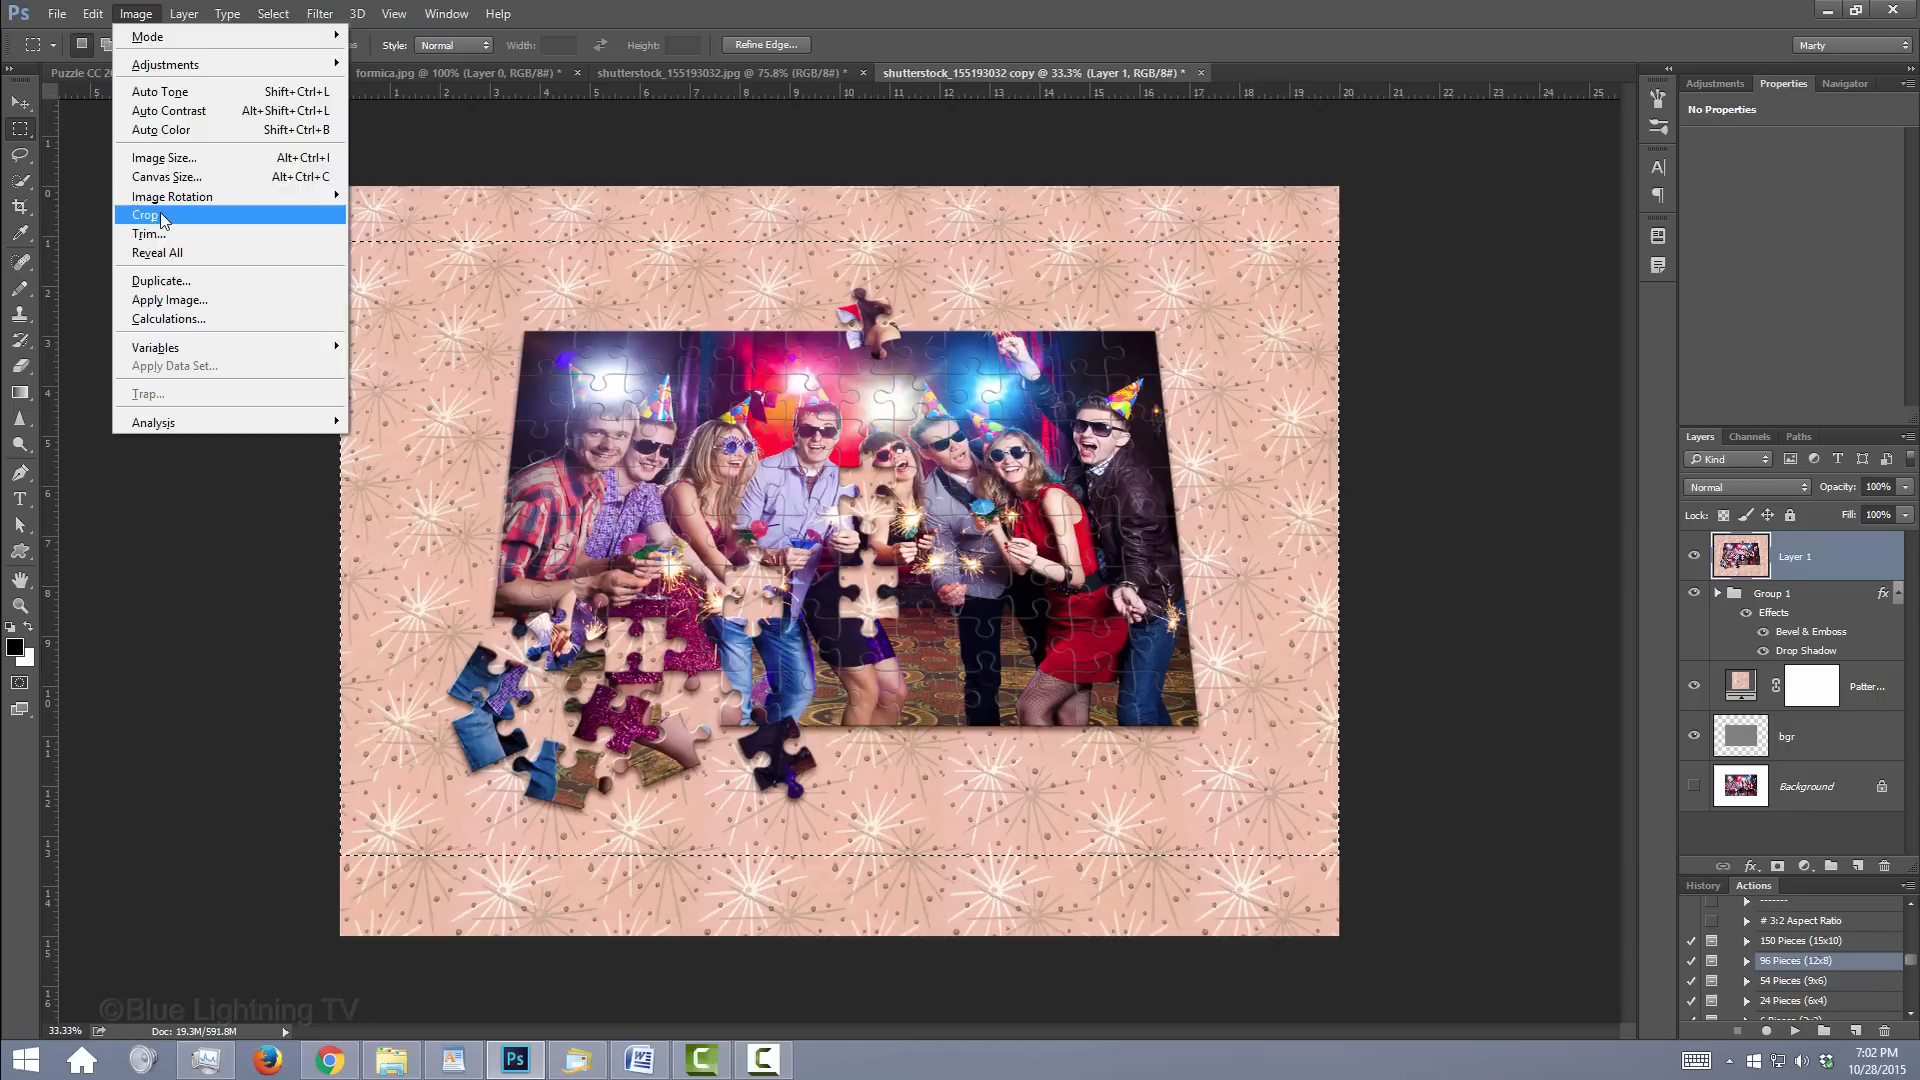 Ps File Edit Image Layer Type Select Filter 3D View Window Help
Style: Normal Width: Height: Refine Edge... Marty
formica.jpg @ 100% (Layer 0, RGB/8#) * × shutterstock_155193032.jpg @ 75.8% (RGB/8#) * × shutterstock_155193032 copy @ 33.3% (Layer 1, RGB/8#) * ×
Mode
Adjustments
Auto Tone Shift+Ctrl+L
Auto Contrast Alt+Shift+Ctrl+L
Auto Color Shift+Ctrl+B
Image Size... Alt+Ctrl+I
Canvas Size... Alt+Ctrl+C
Image Rotation
Crop
Trim...
Reveal All
Duplicate...
Apply Image...
Calculations...
Variables
Apply Data Set...
Trap...
Analysis
Adjustments Properties Navigator
No Properties
Layers Channels Paths
Kind
Normal Opacity: 100%
Lock: Fill: 100%
Layer 1
Group 1 fx
Effects
Bevel & Emboss
Drop Shadow
Patter...
bgr
Background
History Actions
-------
# 3:2 Aspect Ratio
150 Pieces (15x10)
96 Pieces (12x8)
54 Pieces (9x6)
24 Pieces (6x4)
©Blue Lightning TV
33.33% Doc: 19.3M/591.8M
7:02 PM
10/28/2015